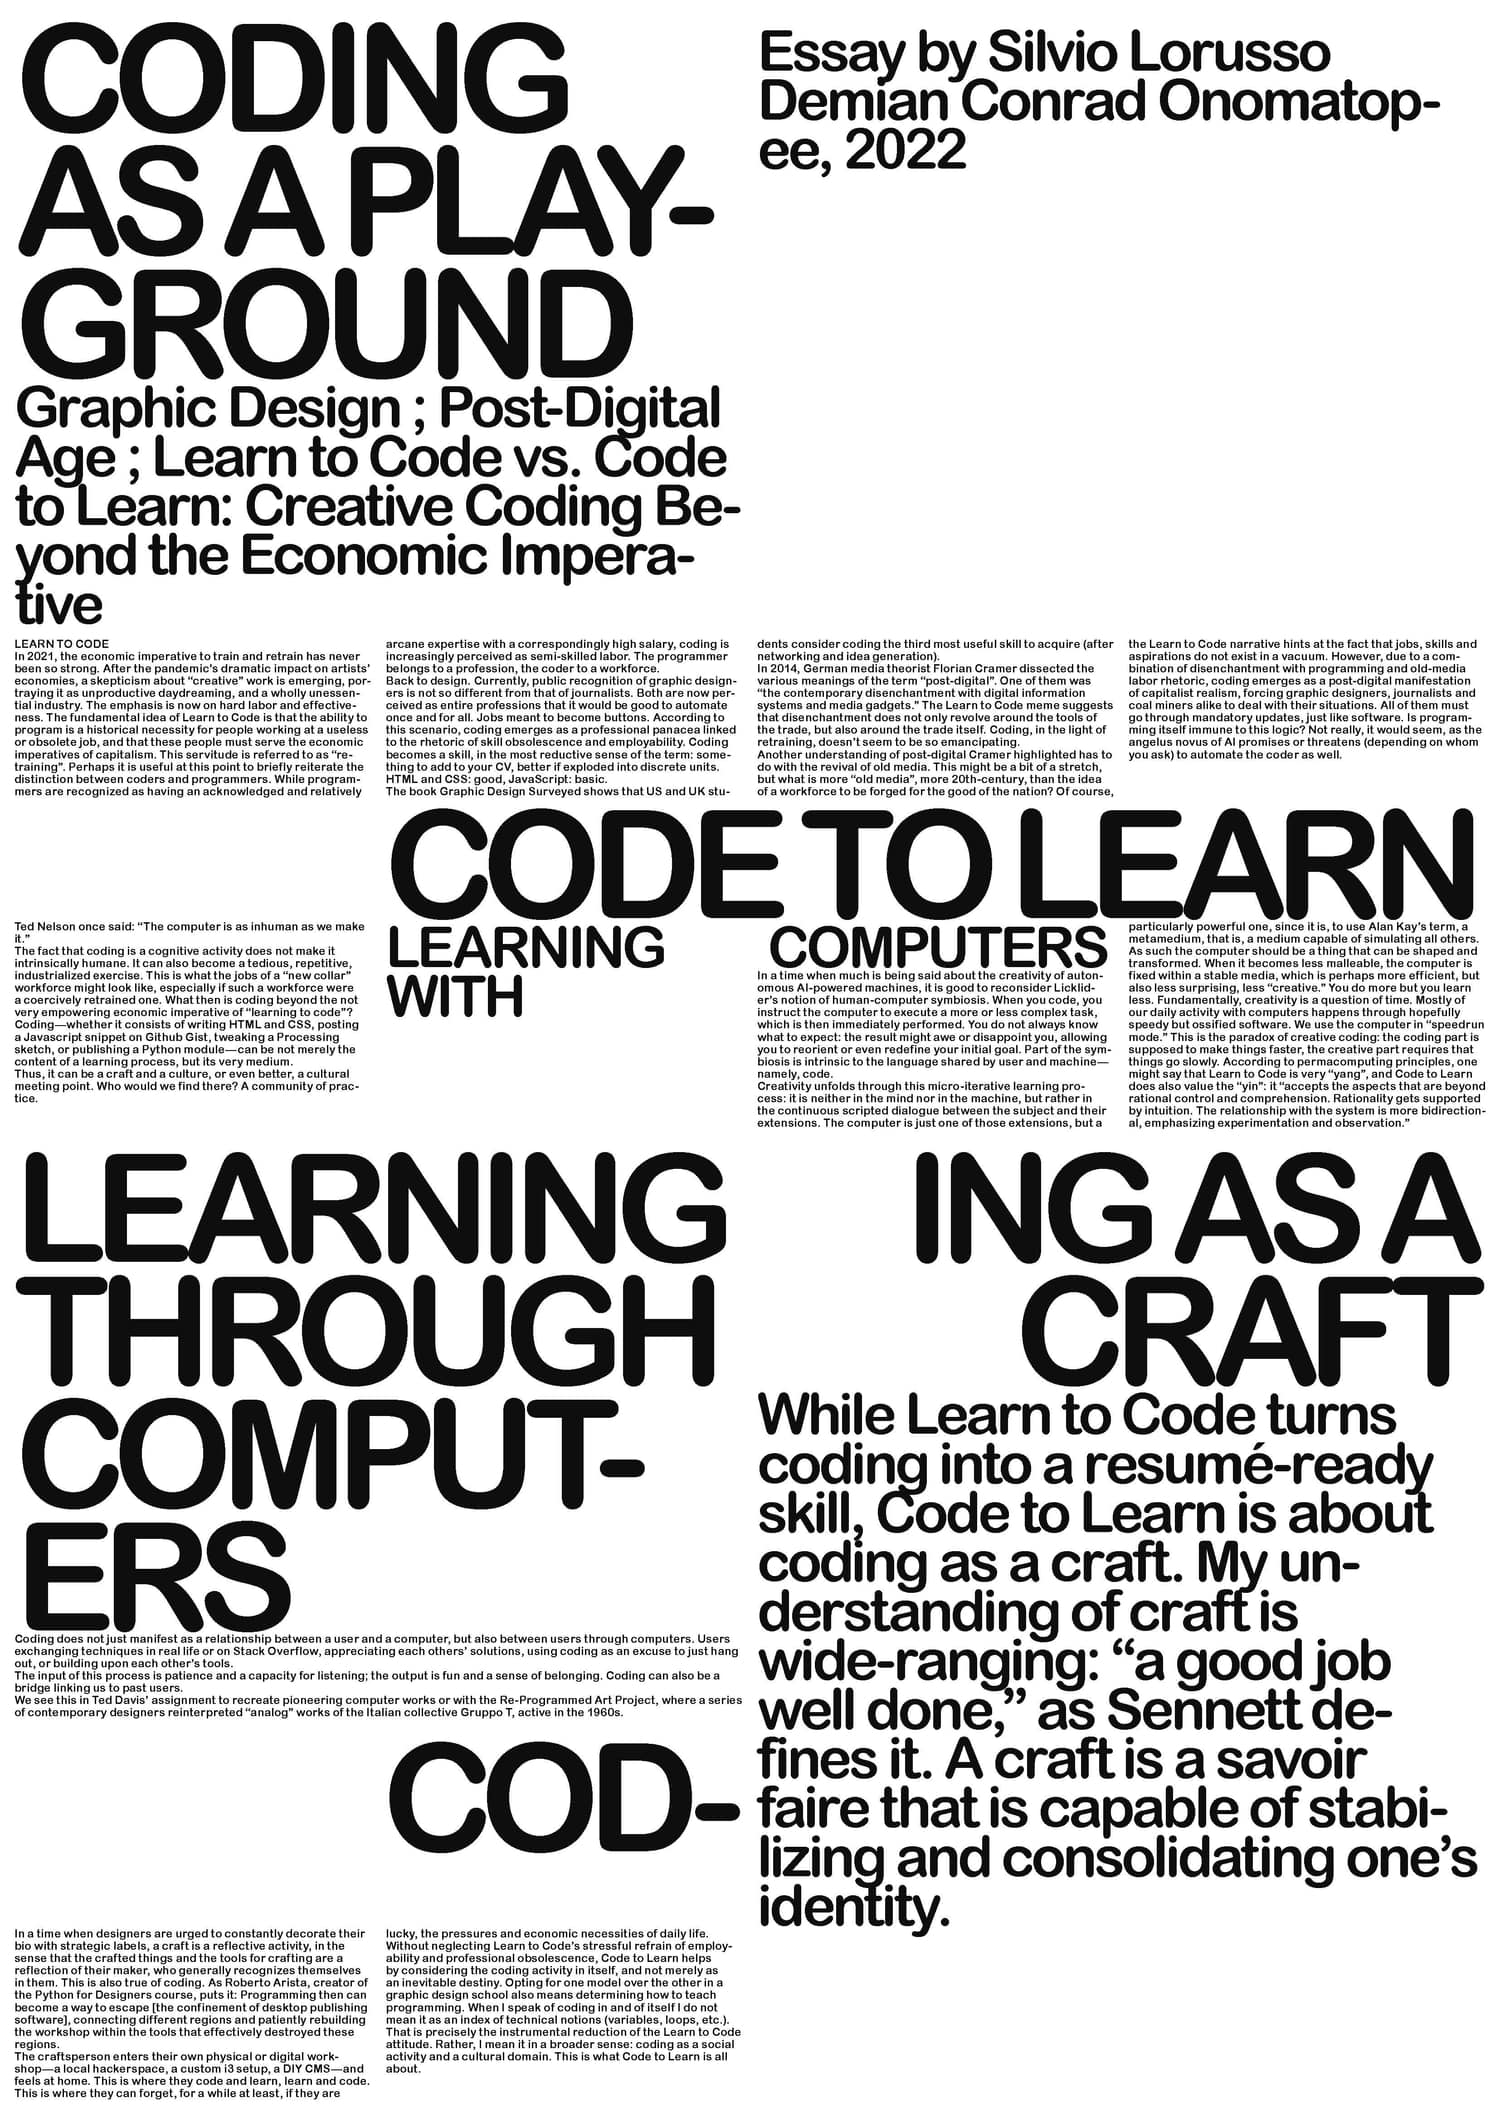 CODING
AS A PLAY-
GROUND
Essay by Silvio Lorusso
Demian Conrad Onomatop-
ee, 2022
Graphic Design ; Post-Digital
Age ; Learn to Code vs. Code
to Learn: Creative Coding Be-
yond the Economic Impera-
tive
LEARN TO CODE
In 2021, the economic imperative to train and retrain has never
been so strong. After the pandemic's dramatic impact on artists'
economies, a skepticism about “creative” work is emerging, por-
traying it as unproductive daydreaming, and a wholly unessen-
tial industry. The emphasis is now on hard labor and effective-
ness. The fundamental idea of Learn to Code is that the ability to
program is a historical necessity for people working at a useless
or obsolete job, and that these people must serve the economic
imperatives of capitalism. This servitude is referred to as “re-
training”. Perhaps it is useful at this point to briefly reiterate the
distinction between coders and programmers. While program-
mers are recognized as having an acknowledged and relatively
arcane expertise with a correspondingly high salary, coding is
increasingly perceived as semi-skilled labor. The programmer
belongs to a profession, the coder to a workforce.
Back to design. Currently, public recognition of graphic design-
ers is not so different from that of journalists. Both are now per-
ceived as entire professions that it would be good to automate
once and for all. Jobs meant to become buttons. According to
this scenario, coding emerges as a professional panacea linked
to the rhetoric of skill obsolescence and employability. Coding
becomes a skill, in the most reductive sense of the term: some-
thing to add to your CV, better if exploded into discrete units.
HTML and CSS: good, JavaScript: basic.
The book Graphic Design Surveyed shows that US and UK stu-
dents consider coding the third most useful skill to acquire (after
networking and idea generation).
In 2014, German media theorist Florian Cramer dissected the
various meanings of the term “post-digital”. One of them was
“the contemporary disenchantment with digital information
systems and media gadgets.” The Learn to Code meme suggests
that disenchantment does not only revolve around the tools of
the trade, but also around the trade itself. Coding, in the light of
retraining, doesn't seem to be so emancipating.
Another understanding of post-digital Cramer highlighted has to
do with the revival of old media. This might be a bit of a stretch,
but what is more “old media”, more 20th-century, than the idea
of a workforce to be forged for the good of the nation? Of course,
the Learn to Code narrative hints at the fact that jobs, skills and
aspirations do not exist in a vacuum. However, due to a com-
bination of disenchantment with programming and old-media
labor rhetoric, coding emerges as a post-digital manifestation
of capitalist realism, forcing graphic designers, journalists and
coal miners alike to deal with their situations. All of them must
go through mandatory updates, just like software. Is program-
ming itself immune to this logic? Not really, it would seem, as the
angelus novus of AI promises or threatens (depending on whom
you ask) to automate the coder as well.
CODE TO LEARN
Ted Nelson once said: “The computer is as inhuman as we make
it.”
The fact that coding is a cognitive activity does not make it
intrinsically humane. It can also become a tedious, repetitive,
industrialized exercise. This is what the jobs of a “new collar”
workforce might look like, especially if such a workforce were
a coercively retrained one. What then is coding beyond the not
very empowering economic imperative of “learning to code”?
Coding—whether it consists of writing HTML and CSS, posting
a Javascript snippet on Github Gist, tweaking a Processing
sketch, or publishing a Python module—can be not merely the
content of a learning process, but its very medium.
Thus, it can be a craft and a culture, or even better, a cultural
meeting point. Who would we find there? A community of prac-
tice.
LEARNING
WITH
COMPUTERS
In a time when much is being said about the creativity of auton-
omous AI-powered machines, it is good to reconsider Licklid-
er's notion of human-computer symbiosis. When you code, you
instruct the computer to execute a more or less complex task,
which is then immediately performed. You do not always know
what to expect: the result might awe or disappoint you, allowing
you to reorient or even redefine your initial goal. Part of the sym-
biosis is intrinsic to the language shared by user and machine—
namely, code.
Creativity unfolds through this micro-iterative learning pro-
cess: it is neither in the mind nor in the machine, but rather in
the continuous scripted dialogue between the subject and their
extensions. The computer is just one of those extensions, but a
particularly powerful one, since it is, to use Alan Kay's term, a
metamedium, that is, a medium capable of simulating all others.
As such the computer should be a thing that can be shaped and
transformed. When it becomes less malleable, the computer is
fixed within a stable media, which is perhaps more efficient, but
also less surprising, less “creative.” You do more but you learn
less. Fundamentally, creativity is a question of time. Mostly of
our daily activity with computers happens through hopefully
speedy but ossified software. We use the computer in “speedrun
mode.” This is the paradox of creative coding: the coding part is
supposed to make things faster, the creative part requires that
things go slowly. According to permacomputing principles, one
might say that Learn to Code is very “yang”, and Code to Learn
does also value the “yin”: it “accepts the aspects that are beyond
rational control and comprehension. Rationality gets supported
by intuition. The relationship with the system is more bidirection-
al, emphasizing experimentation and observation.”
LEARNING
THROUGH
COMPUT-
ERS
Coding does not just manifest as a relationship between a user and a computer, but also between users through computers. Users
exchanging techniques in real life or on Stack Overflow, appreciating each others' solutions, using coding as an excuse to just hang
out, or building upon each other's tools.
The input of this process is patience and a capacity for listening; the output is fun and a sense of belonging. Coding can also be a
bridge linking us to past users.
We see this in Ted Davis' assignment to recreate pioneering computer works or with the Re-Programmed Art Project, where a series
of contemporary designers reinterpreted “analog” works of the Italian collective Gruppo T, active in the 1960s.
COD-
ING AS A
CRAFT
While Learn to Code turns
coding into a resumé-ready
skill, Code to Learn is about
coding as a craft. My un-
derstanding of craft is
wide-ranging: “a good job
well done,” as Sennett de-
fines it. A craft is a savoir
faire that is capable of stabi-
lizing and consolidating one’s
identity.
In a time when designers are urged to constantly decorate their
bio with strategic labels, a craft is a reflective activity, in the
sense that the crafted things and the tools for crafting are a
reflection of their maker, who generally recognizes themselves
in them. This is also true of coding. As Roberto Arista, creator of
the Python for Designers course, puts it: Programming then can
become a way to escape [the confinement of desktop publishing
software], connecting different regions and patiently rebuilding
the workshop within the tools that effectively destroyed these
regions.
The craftsperson enters their own physical or digital work-
shop—a local hackerspace, a custom i3 setup, a DIY CMS—and
feels at home. This is where they code and learn, learn and code.
This is where they can forget, for a while at least, if they are
lucky, the pressures and economic necessities of daily life.
Without neglecting Learn to Code's stressful refrain of employ-
ability and professional obsolescence, Code to Learn helps
by considering the coding activity in itself, and not merely as
an inevitable destiny. Opting for one model over the other in a
graphic design school also means determining how to teach
programming. When I speak of coding in and of itself I do not
mean it as an index of technical notions (variables, loops, etc.).
That is precisely the instrumental reduction of the Learn to Code
attitude. Rather, I mean it in a broader sense: coding as a social
activity and a cultural domain. This is what Code to Learn is all
about.